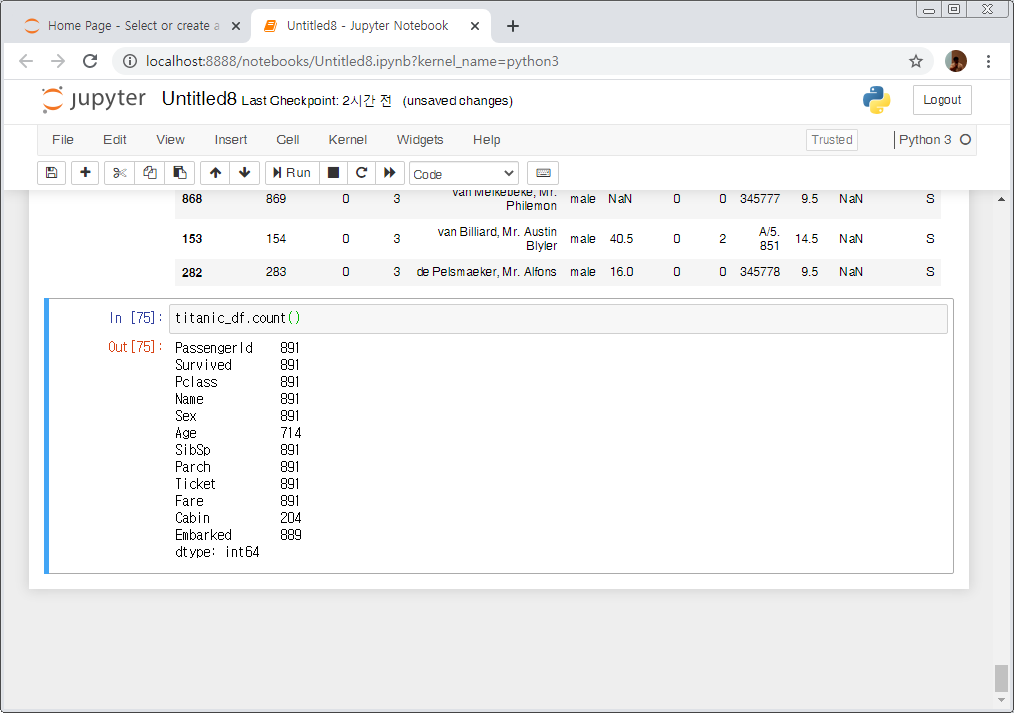 Home Page - Select or create a
Untitled8 - Jupyter Notebook
localhost:8888/notebooks/Untitled8.ipynb?kernel_name=python3
jupyter Untitled8 Last Checkpoint: 2시간 전 (unsaved changes)
Logout
File Edit View Insert Cell Kernel Widgets Help Trusted Python 3
Run Code
868 869 0 3 van Melkebeke, Mr. Philemon male NaN 0 0 345777 9.5 NaN S
153 154 0 3 van Billiard, Mr. Austin Blyler male 40.5 0 2 A/5. 851 14.5 NaN S
282 283 0 3 de Pelsmaeker, Mr. Alfons male 16.0 0 0 345778 9.5 NaN S
In [75]: titanic_df.count()
Out[75]: PassengerId 891
Survived 891
Pclass 891
Name 891
Sex 891
Age 714
SibSp 891
Parch 891
Ticket 891
Fare 891
Cabin 204
Embarked 889
dtype: int64